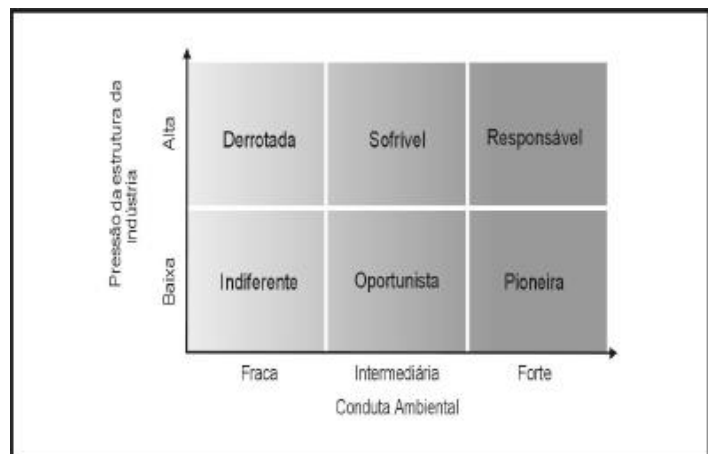 Pressão da estrutura da
indústria
Alta
Derrotada
Sofrível
Responsável
Baixa
Indiferente
Oportunista
Pioneira
Fraca
Intermediária
Forte
Conduta Ambiental